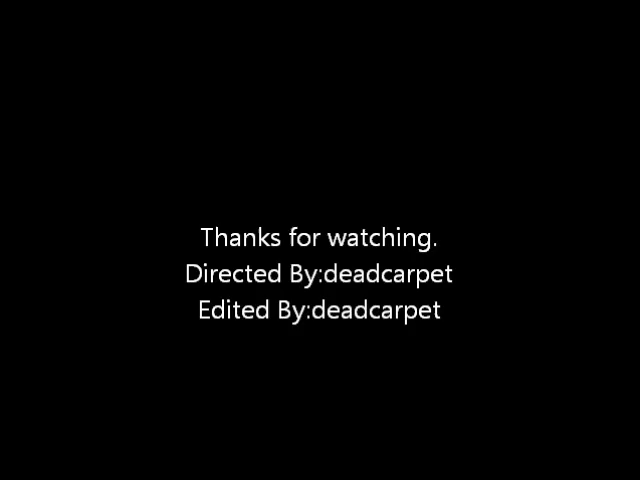 Thanks for watching.
Directed By:deadcarpet
Edited By:deadcarpet